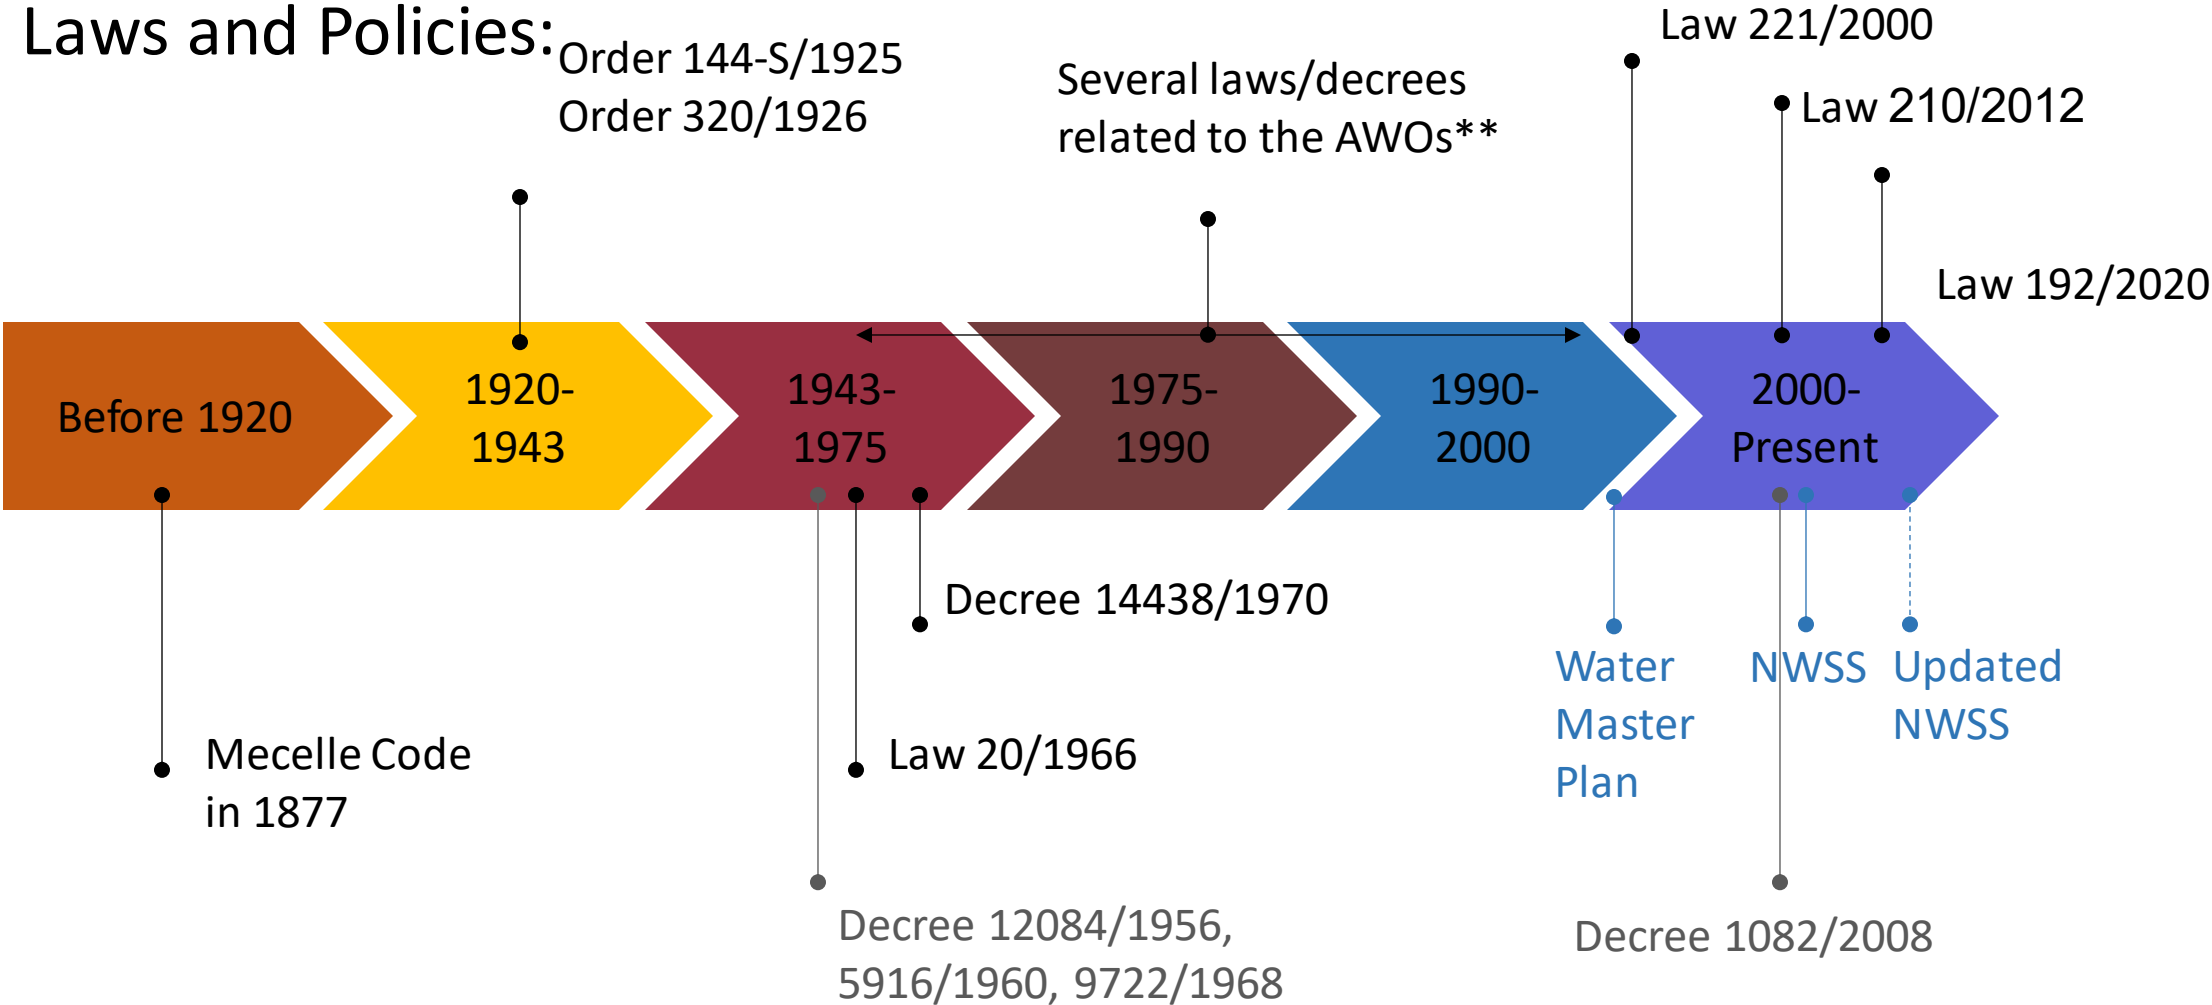 Laws and Policies:
Order 144-S/1925
Order 320/1926
Several laws/decrees
related to the AWOs**
Law 221/2000
Law 210/2012
Law 192/2020
Before 1920
1920-
1943
1943-
1975
1975-
1990
1990-
2000
2000-
Present
Decree 14438/1970
Law 20/1966
Mecelle Code
in 1877
Water
Master
Plan
NWSS
Updated
NWSS
Decree 12084/1956,
5916/1960, 9722/1968
Decree 1082/2008